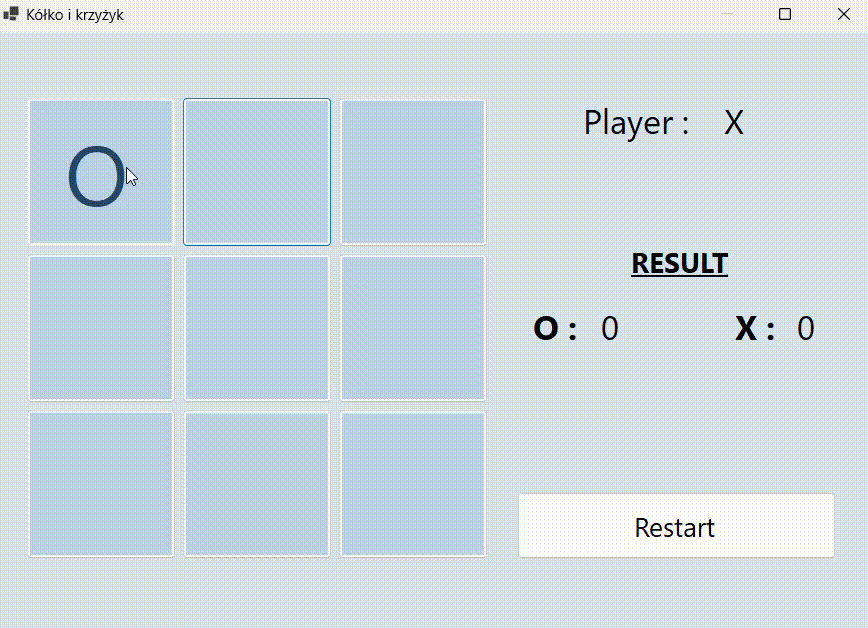 Kółko i krzyżyk
O
Player : X
RESULT
O : 0 X : 0
Restart